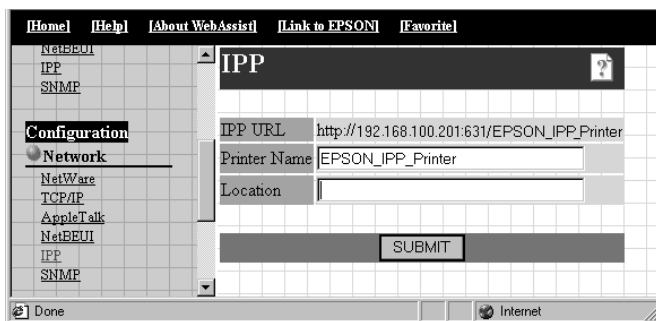 [Home] [Help] [About WebAssist] [Link to EPSON] [Favorite]
NetBEUI
IPP
SNMP
Configuration
Network
NetWare
TCP/IP
AppleTalk
NetBEUI
IPP
SNMP
IPP
?
IPP URL http://192.168.100.201:631/EPSON_IPP_Printer
Printer Name EPSON_IPP_Printer
Location
SUBMIT
Done Internet